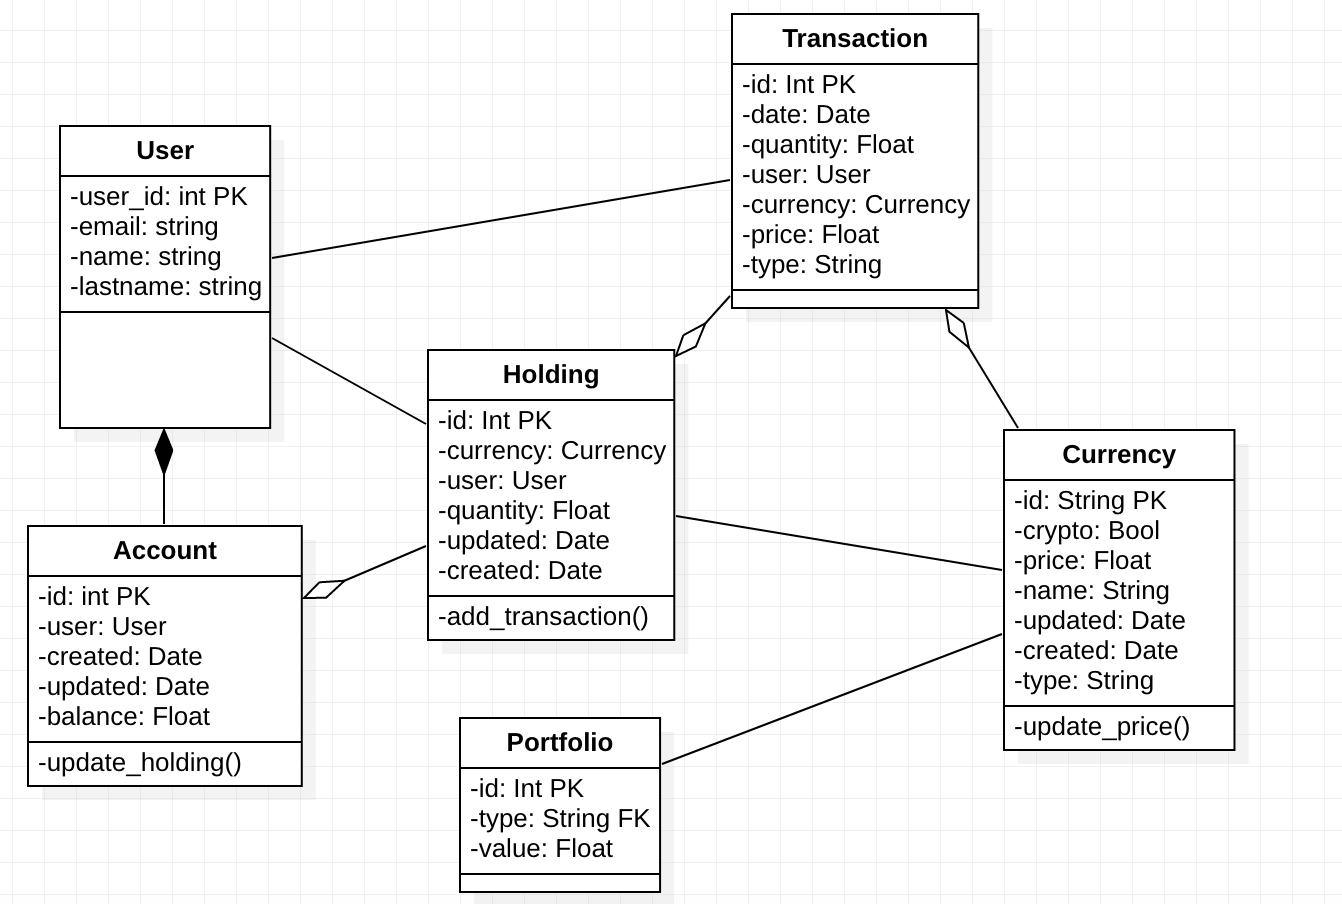 Transaction
-id: Int PK
-date: Date
-quantity: Float
-user: User
-currency: Currency
-price: Float
-type: String
User
-user_id: int PK
-email: string
-name: string
-lastname: string
Holding
-id: Int PK
-currency: Currency
-user: User
-quantity: Float
-updated: Date
-created: Date
-add_transaction()
Currency
-id: String PK
-crypto: Bool
-price: Float
-name: String
-updated: Date
-created: Date
-type: String
-update_price()
Account
-id: int PK
-user: User
-created: Date
-updated: Date
-balance: Float
-update_holding()
Portfolio
-id: Int PK
-type: String FK
-value: Float